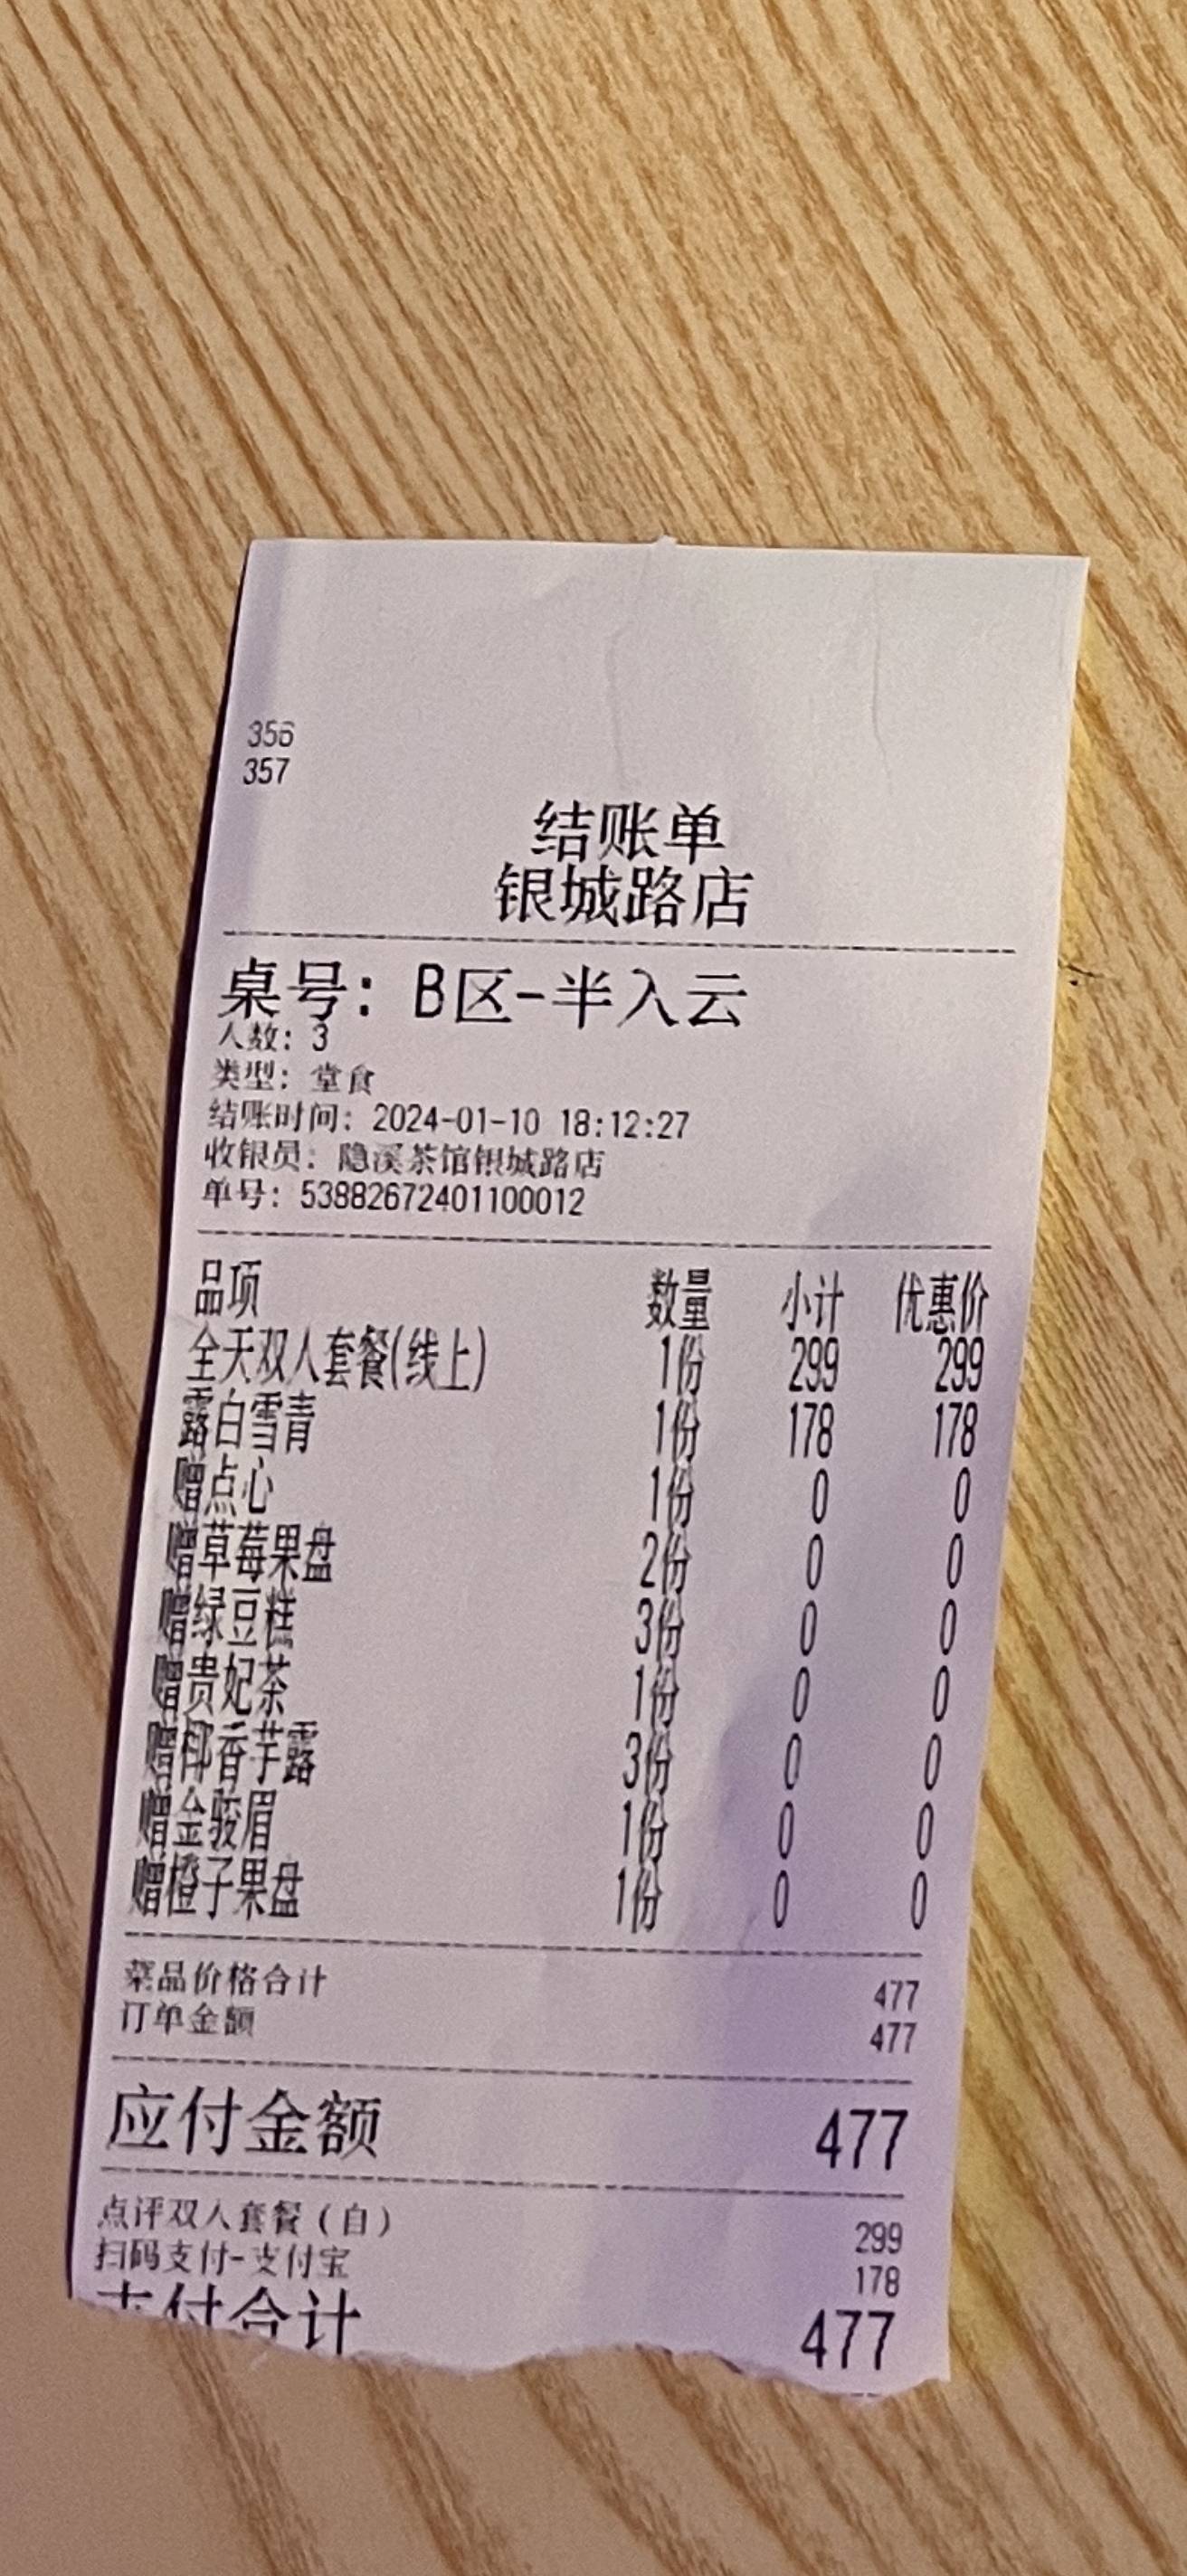 356
357
结账单
银城路店
桌号: B区-半入云
人数: 3
类型: 堂食
结账时间: 2024-01-10 18:12:27
收银员: 隐溪茶馆银城路店
单号: 53882672401100012
品项 数量 小计 优惠价
全天双人套餐(线上) 1份 299 299
露白雪青 1份 178 178
赠点心 1份 0 0
赠草莓果盘 2份 0 0
赠绿豆糕 3份 0 0
赠贵妃茶 1份 0 0
赠椰香芋露 3份 0 0
赠金骏眉 1份 0 0
赠橙子果盘 1份 0 0
菜品价格合计 477
订单金额 477
应付金额 477
点评双人套餐（自） 299
扫码支付-支付宝 178
支付合计 477